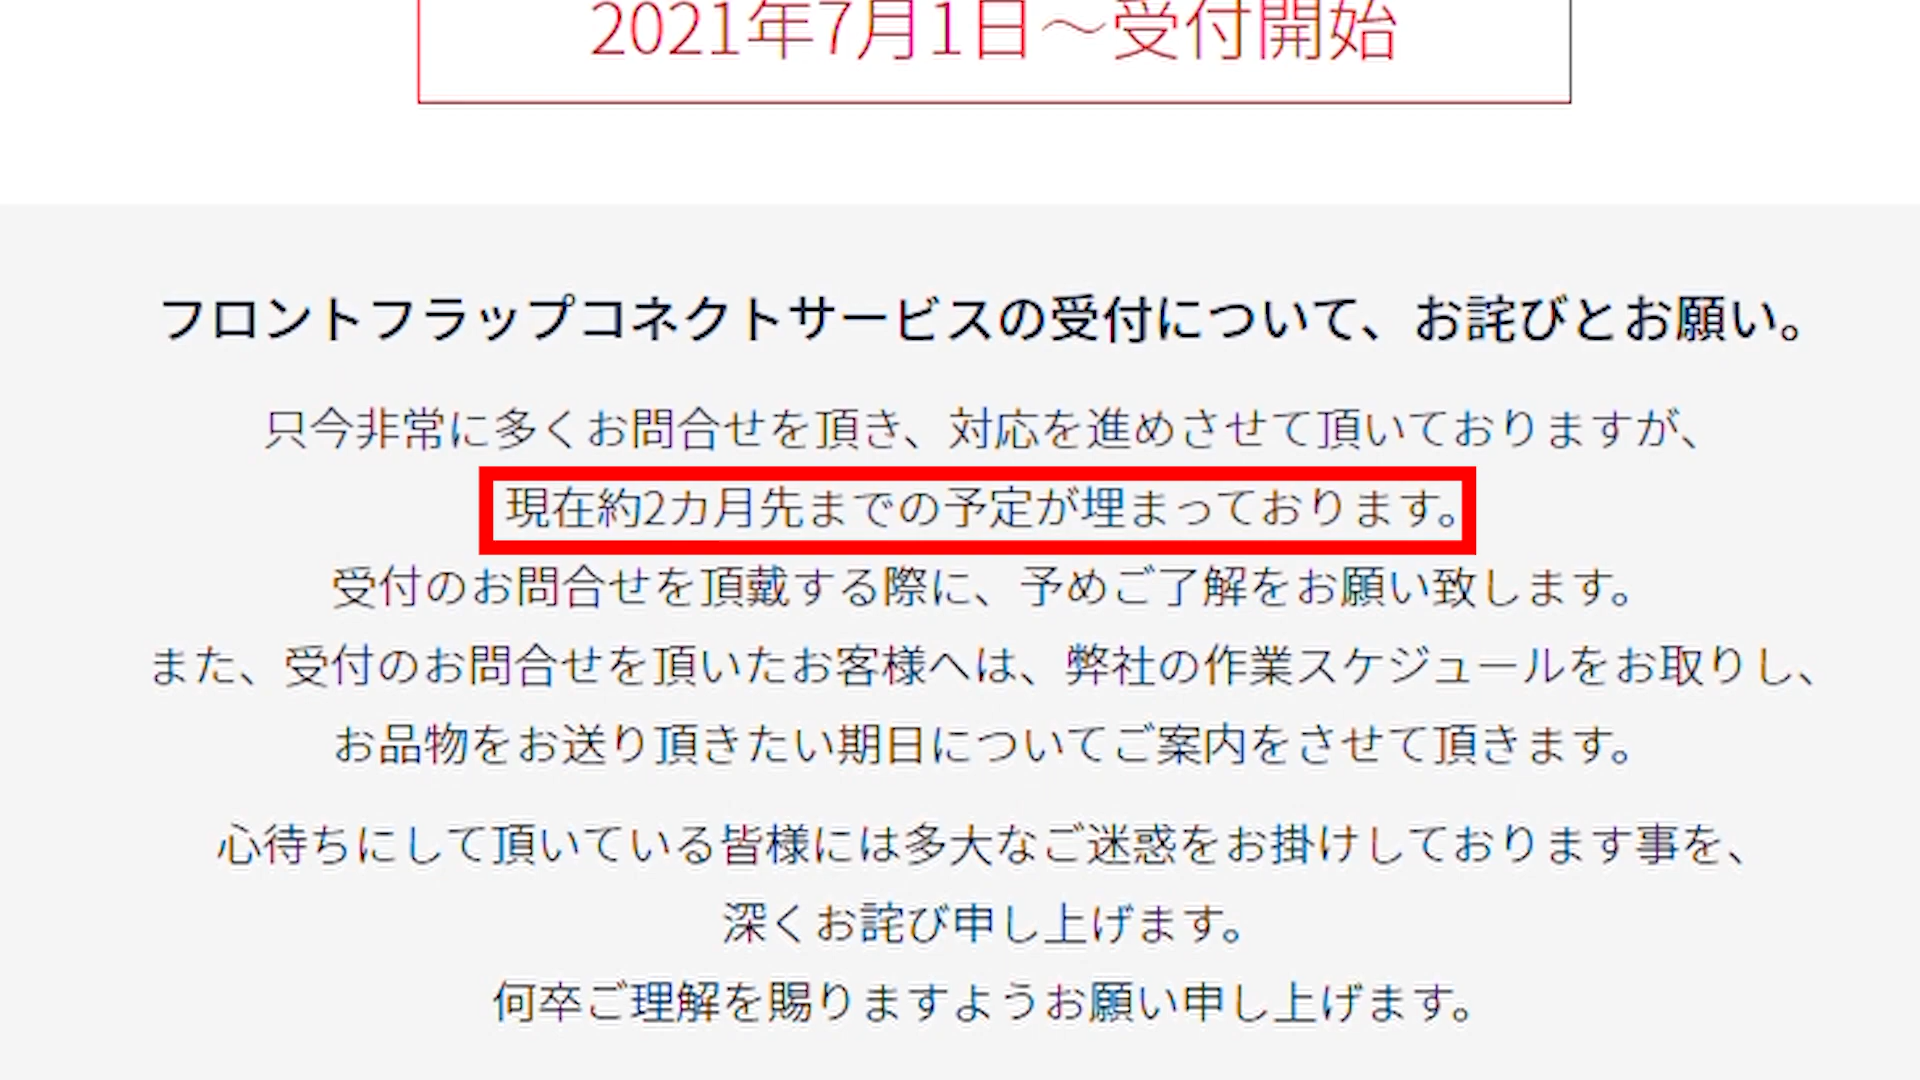 2021年7月1日～受付開始
フロントフラップコネクトサービスの受付について、お詫びとお願い。
只今非常に多くお問合せを頂き、対応を進めさせて頂いておりますが、
現在約2カ月先までの予定が埋まっております。
受付のお問合せを頂戴する際に、予めご了解をお願い致します。
また、受付のお問合せを頂いたお客様へは、弊社の作業スケジュールをお取りし、
お品物をお送り頂きたい期日についてご案内をさせて頂きます。
心待ちにして頂いている皆様には多大なご迷惑をお掛けしております事を、
深くお詫び申し上げます。
何卒ご理解を賜りますようお願い申し上げます。